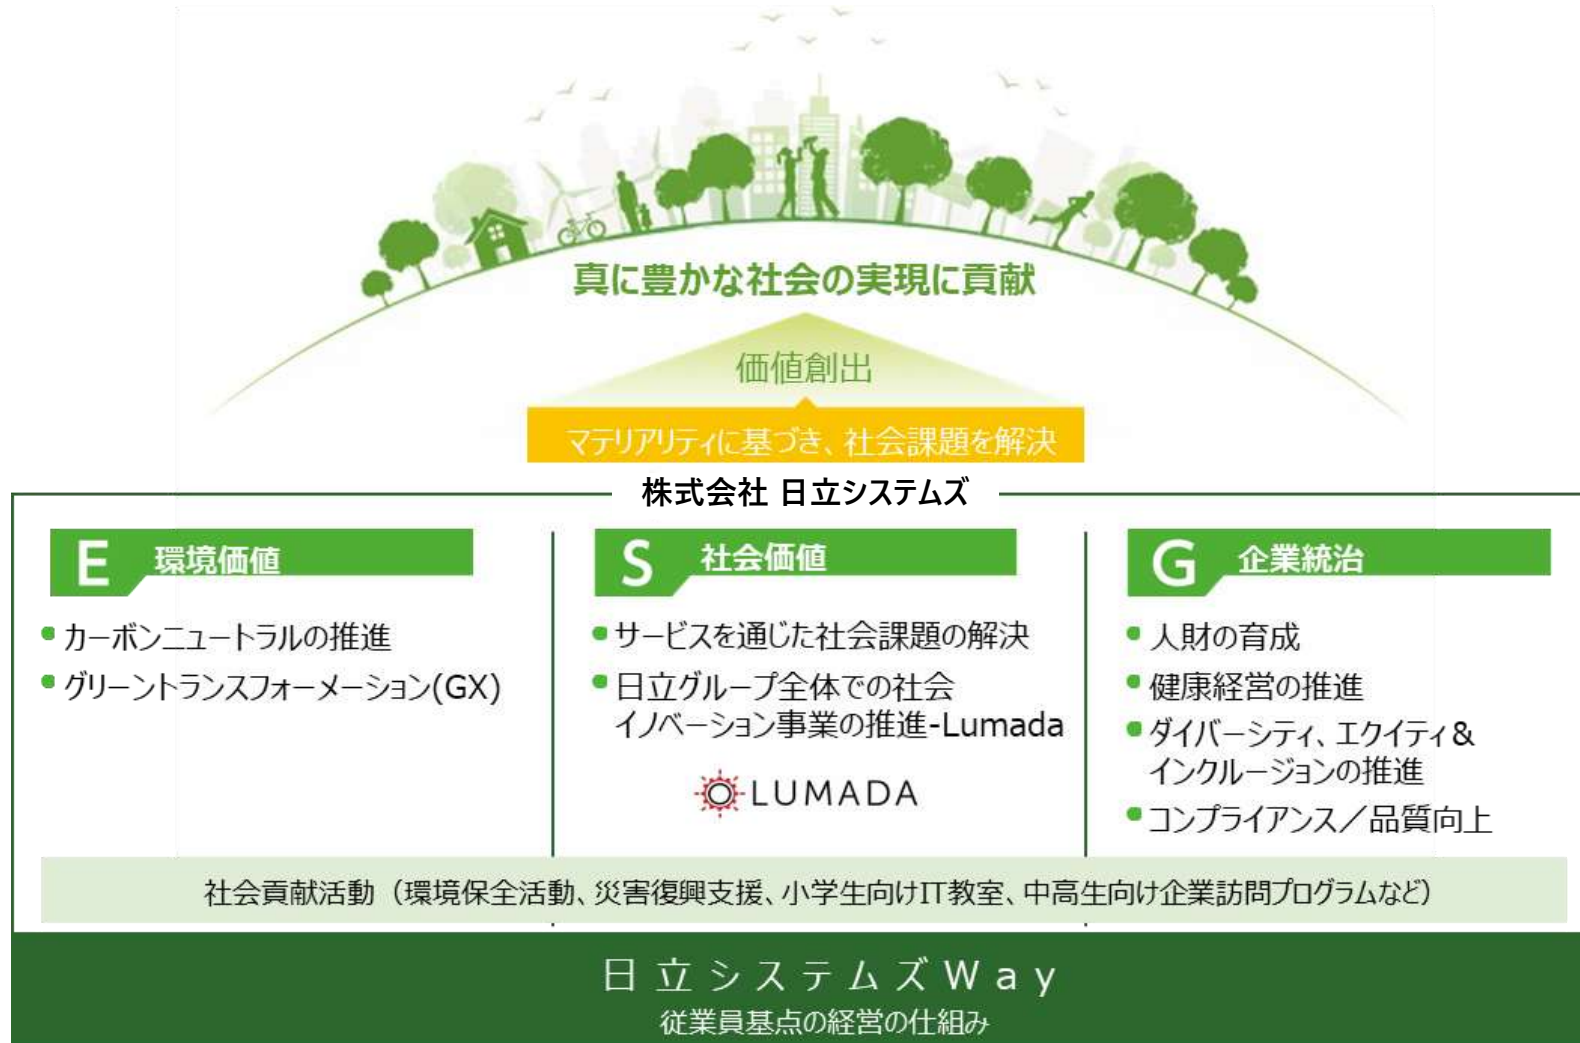 真に豊かな社会の実現に貢献
価値創出
マテリアリティに基づき、社会課題を解決
株式会社 日立システムズ
E 環境価値
• カーボンニュートラルの推進
• グリーントランスフォーメーション(GX)
S 社会価値
• サービスを通じた社会課題の解決
• 日立グループ全体での社会
イノベーション事業の推進-Lumada
LUMADA
G 企業統治
• 人財の育成
• 健康経営の推進
• ダイバーシティ、エクイティ&
インクルージョンの推進
• コンプライアンス／品質向上
社会貢献活動（環境保全活動、災害復興支援、小学生向けIT教室、中高生向け企業訪問プログラムなど）
日立システムズWay
従業員基点の経営の仕組み